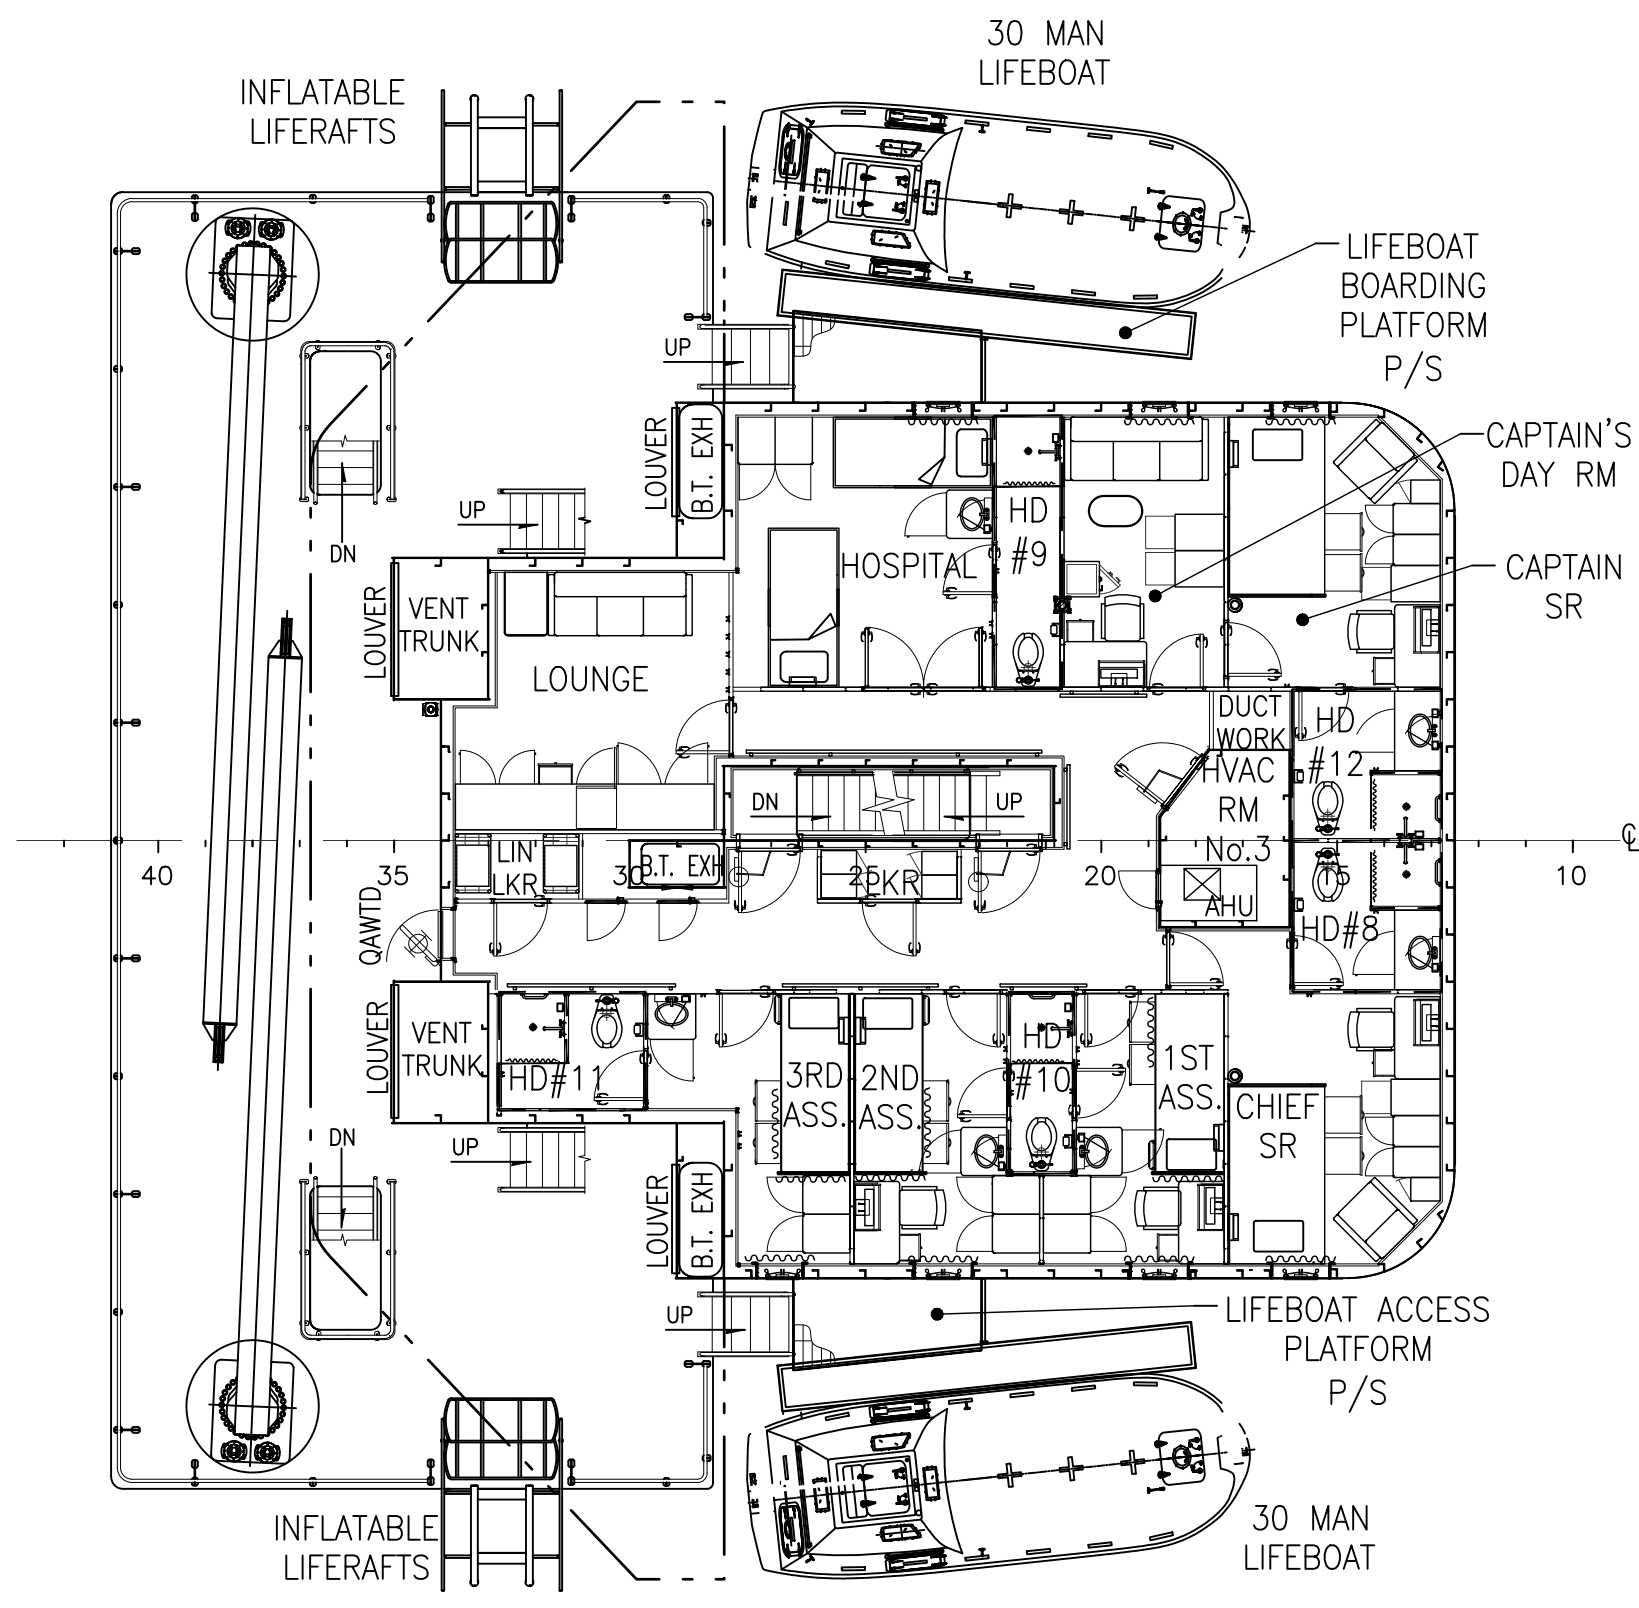 30 MAN
LIFEBOAT
INFLATABLE
LIFERAFTS
LIFEBOAT
BOARDING
PLATFORM
P/S
UP
CAPTAIN'S
DAY RM
LOUVER
B.T. EXH
UP
DN
HD
#9
HOSPITAL
CAPTAIN
SR
LOUVER
VENT
TRUNK
LOUNGE
DUCT
WORK
HD
#12
HVAC
RM
No.3
DN
UP
℄
LIN
LKR
B.T. EXH
LKR
40
35
30
25
20
15
10
AHU
HD#8
QAWTD
LOUVER
VENT
TRUNK
HD#11
3RD
ASS.
2ND
ASS.
HD
#10
1ST
ASS.
CHIEF
SR
DN
UP
LOUVER
B.T. EXH
UP
LIFEBOAT ACCESS
PLATFORM
P/S
INFLATABLE
LIFERAFTS
30 MAN
LIFEBOAT